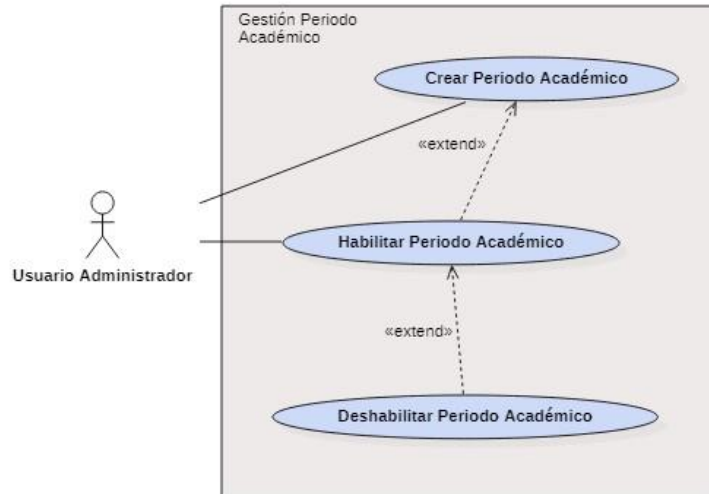 Gestión Periodo
Académico
Crear Periodo Académico
«extend»
Habilitar Periodo Académico
Usuario Administrador
«extend»
Deshabilitar Periodo Académico